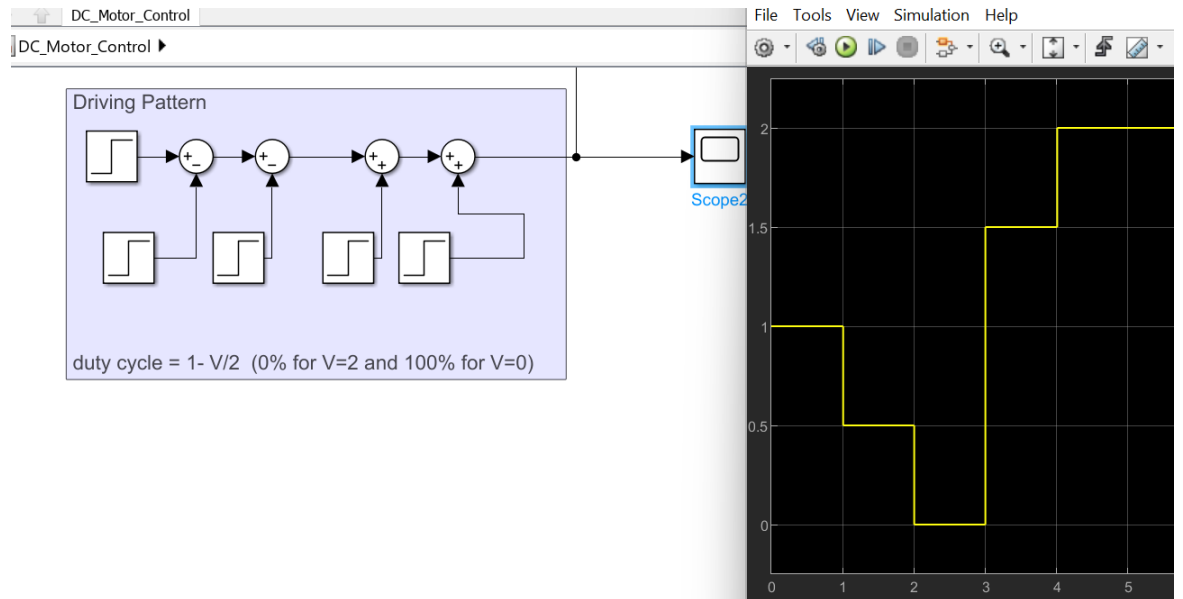 DC_Motor_Control
DC_Motor_Control
Driving Pattern
+
−
+
−
+
+
+
+
duty cycle = 1- V/2  (0% for V=2 and 100% for V=0)
Scope2
File Tools View Simulation Help
2
1.5
1
0.5
0
0 1 2 3 4 5